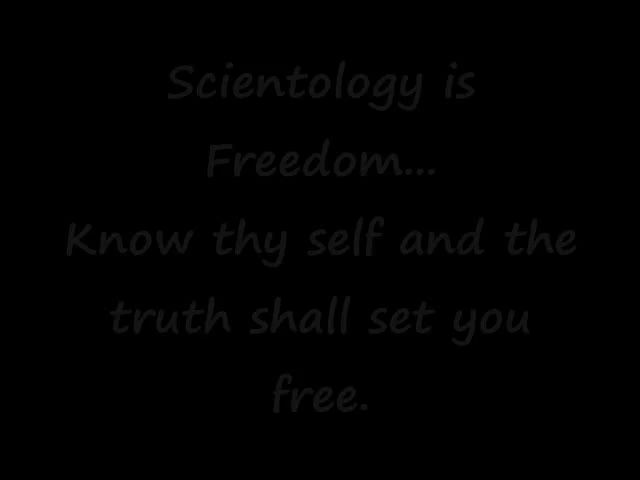 Scientology is
Freedom...
Know thy self and the
truth shall set you
free.